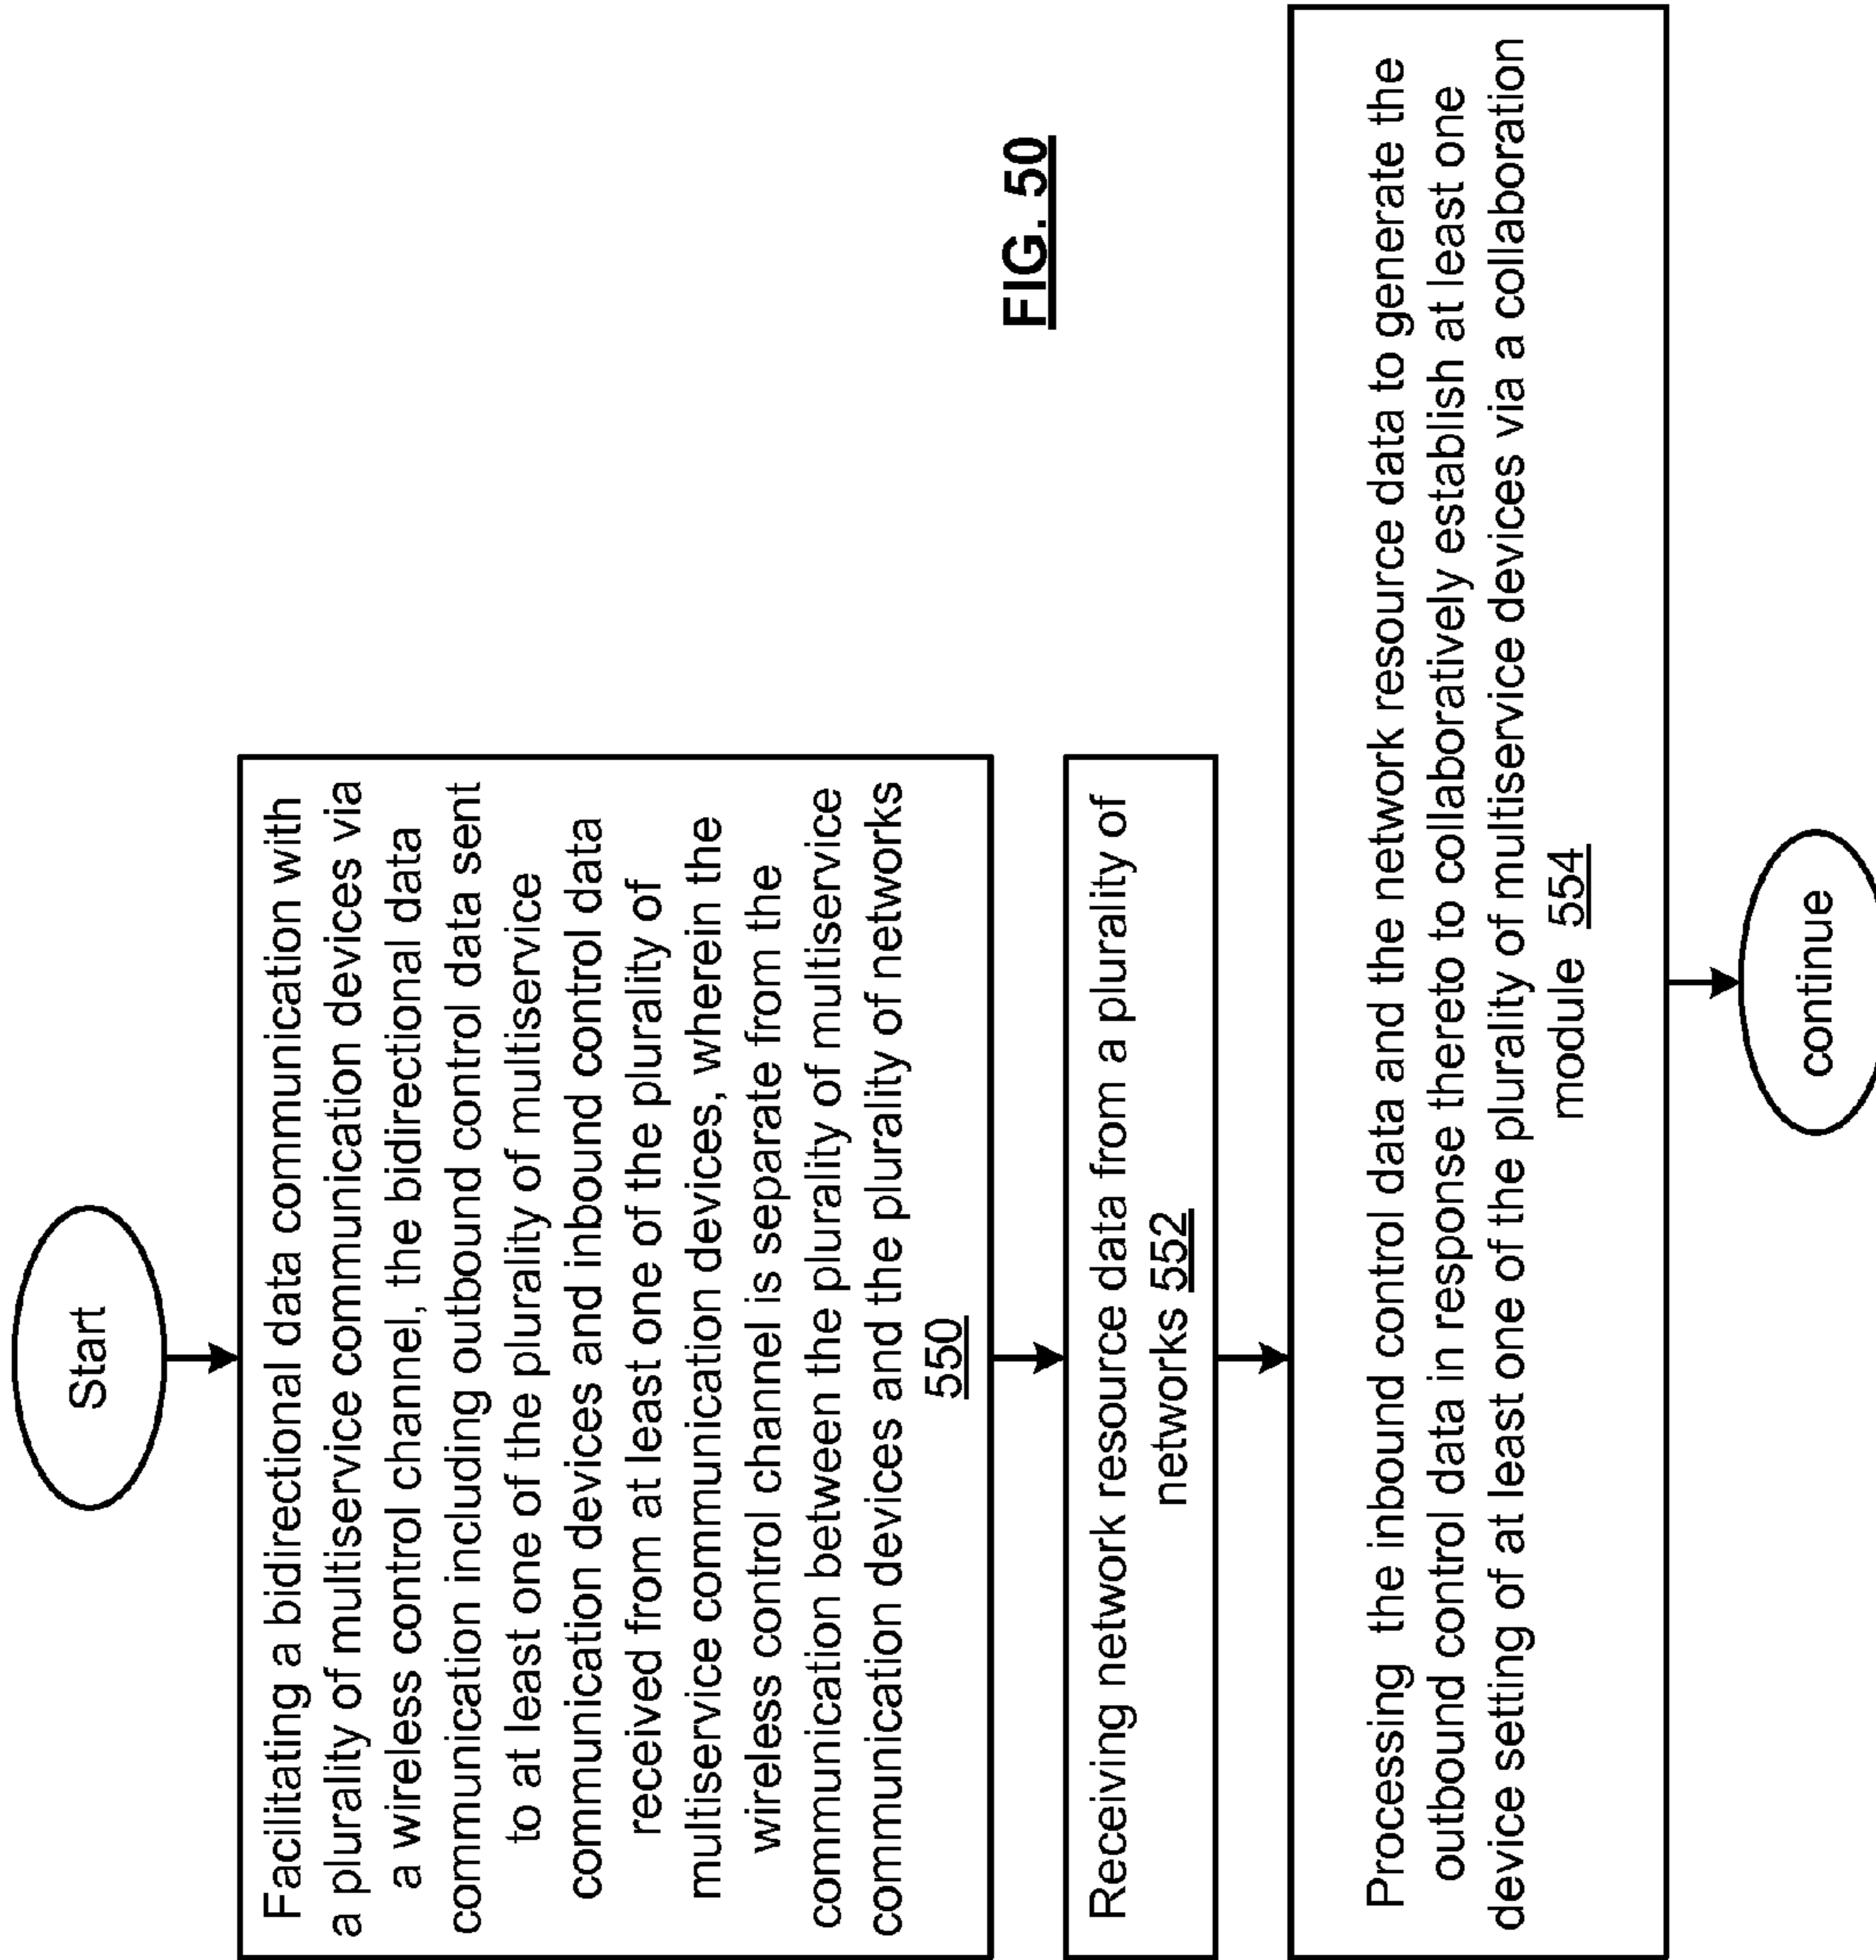 Start
Facilitating a bidirectional data communication with
a plurality of multiservice communication devices via
a wireless control channel, the bidirectional data
communication including outbound control data sent
to at least one of the plurality of multiservice
communication devices and inbound control data
received from at least one of the plurality of
multiservice communication devices, wherein the
wireless control channel is separate from the
communication between the plurality of multiservice
communication devices and the plurality of networks
550
Receiving network resource data from a plurality of
networks 552
Processing the inbound control data and the network resource data to generate the
outbound control data in response thereto to collaboratively establish at least one
device setting of at least one of the plurality of multiservice devices via a collaboration
module 554
continue
FIG. 50